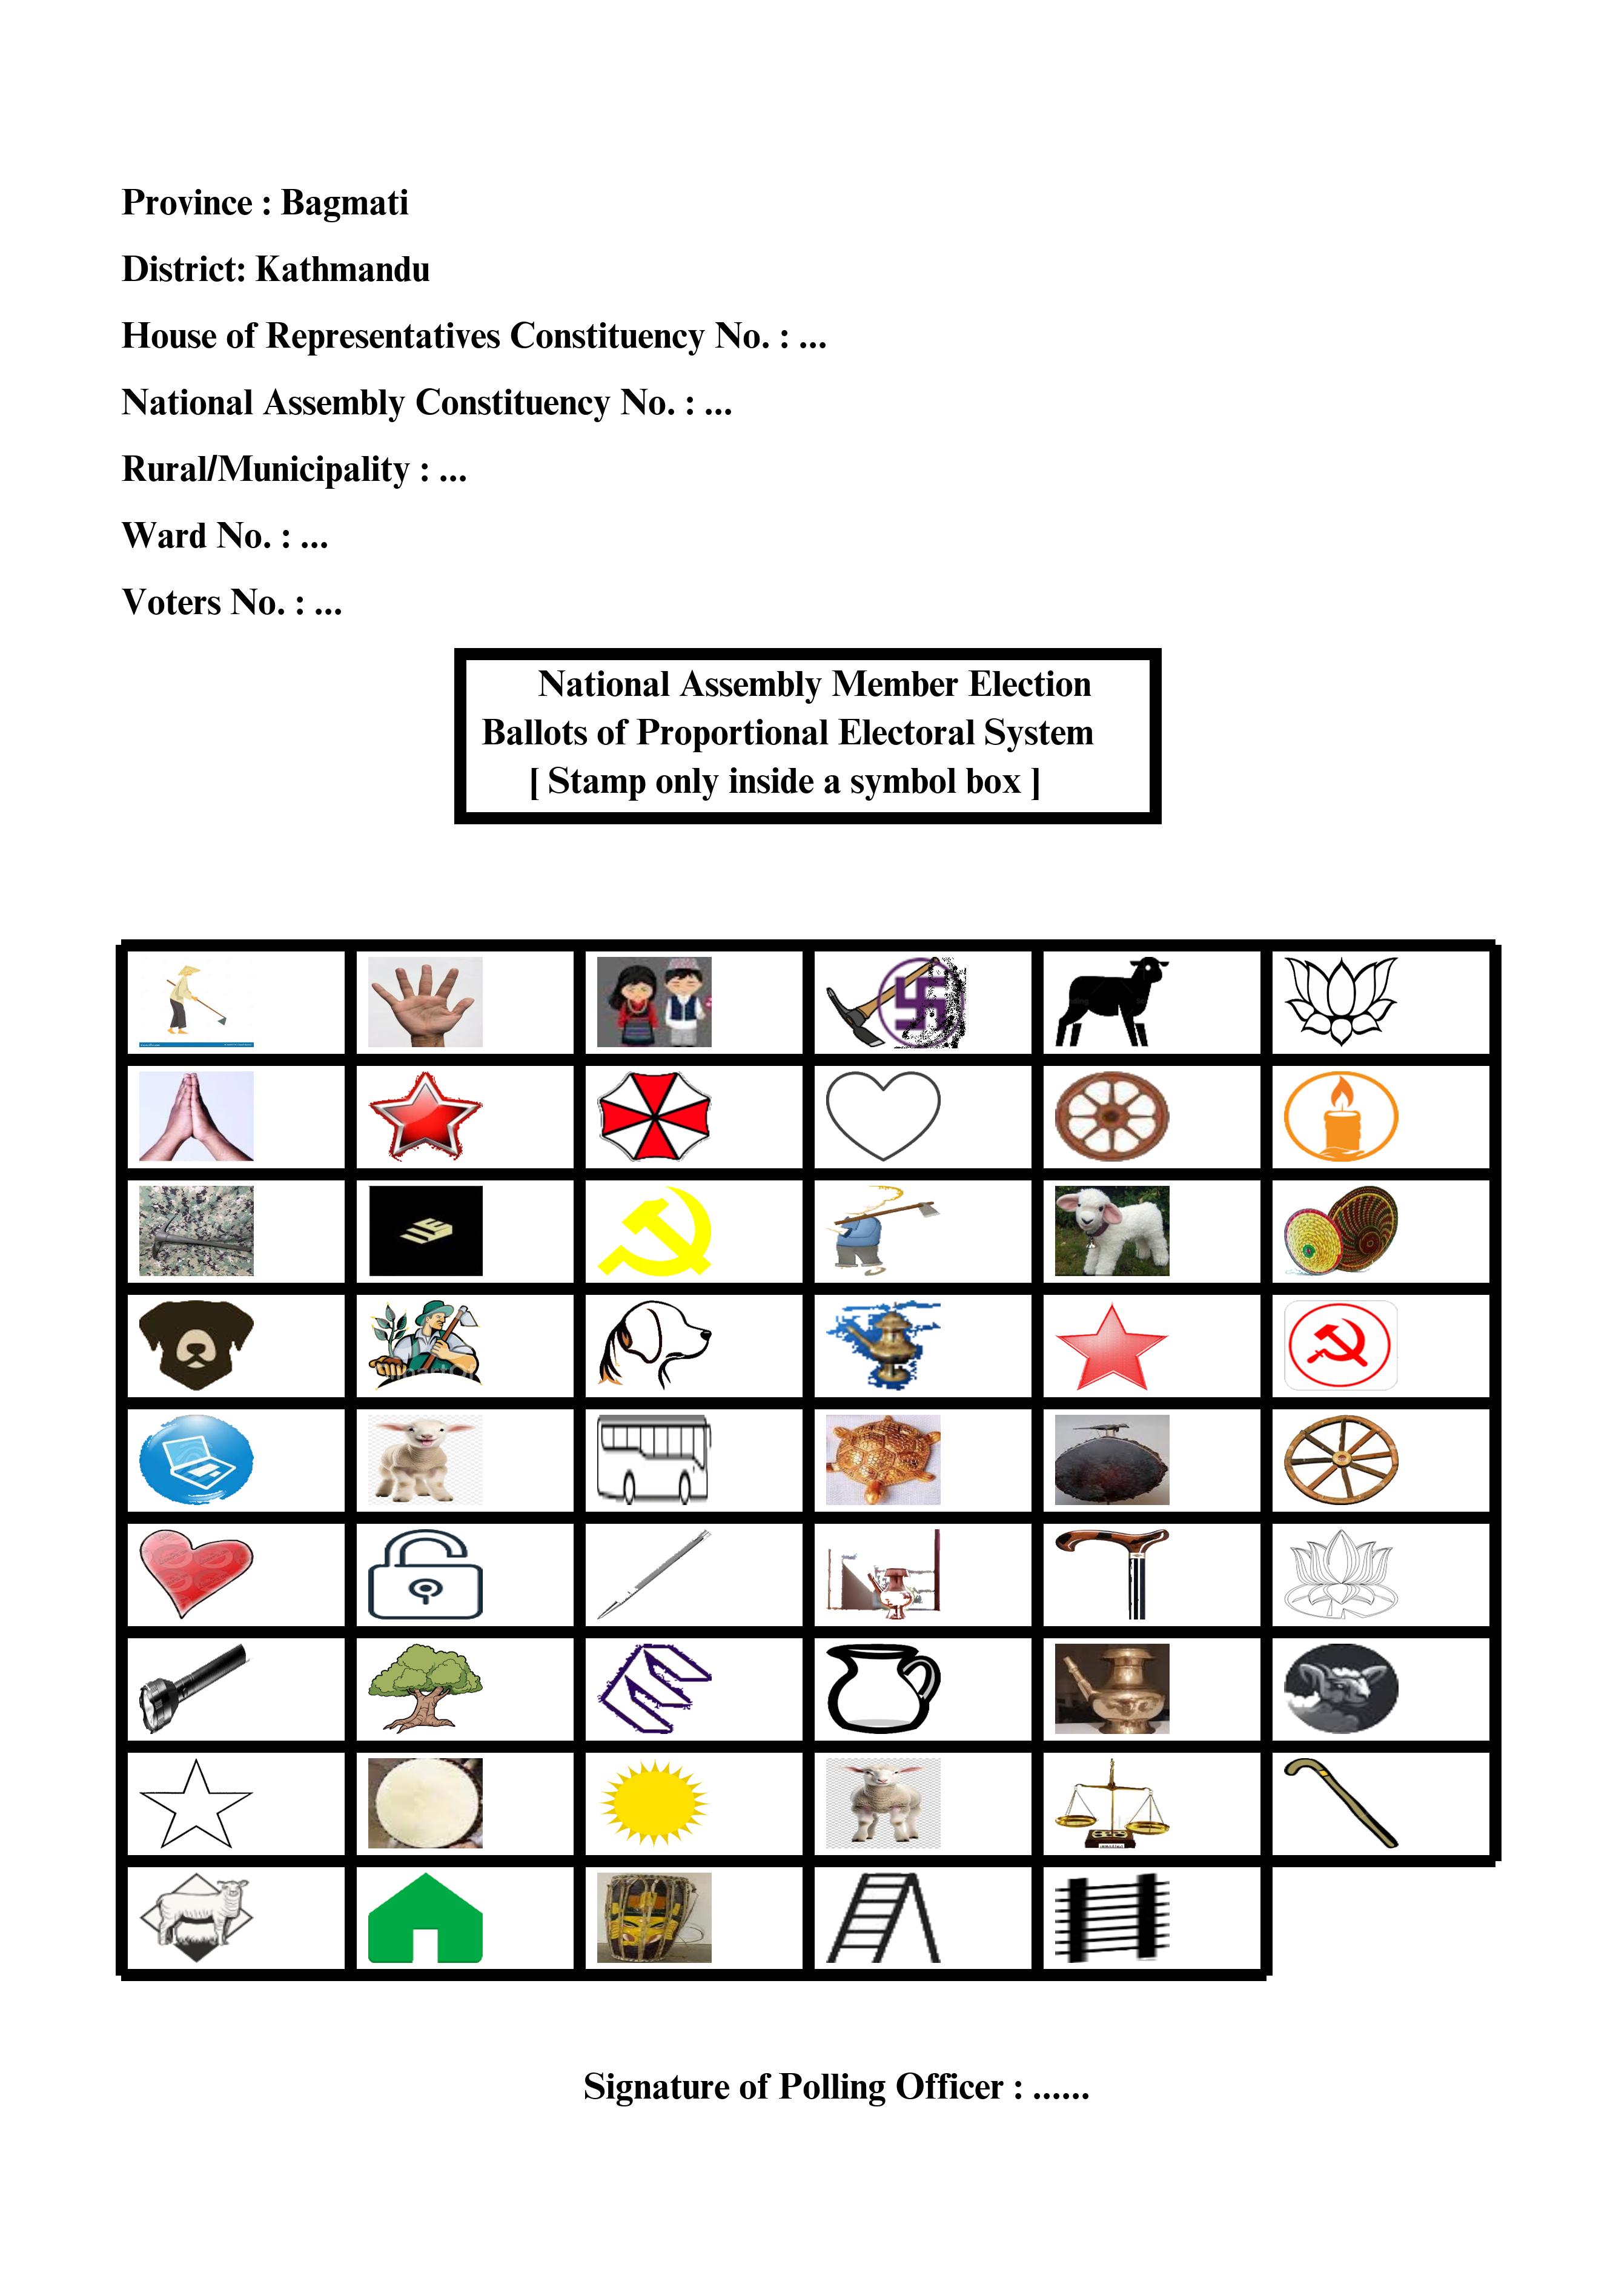 Province : Bagmati
District: Kathmandu
House of Representatives Constituency No. : ...
National Assembly Constituency No. : ...
Rural/Municipality : ...
Ward No. : ...
Voters No. : ...
National Assembly Member Election
Ballots of Proportional Electoral System
[ Stamp only inside a symbol box ]
Signature of Polling Officer : ......